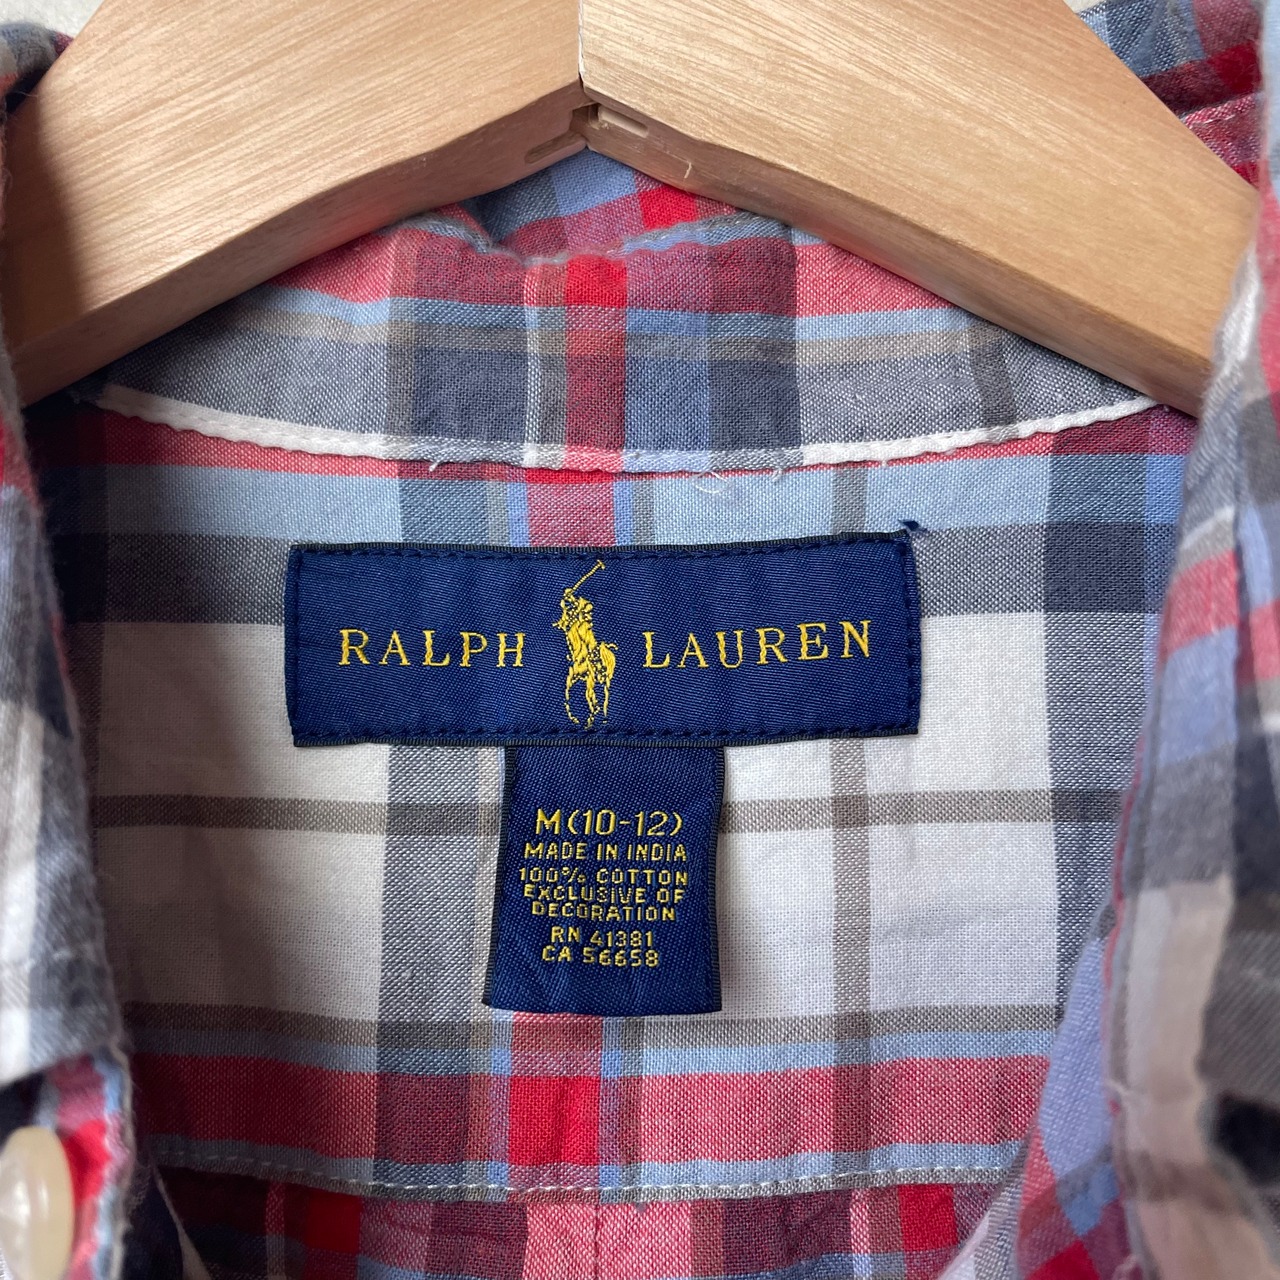 RALPH LAUREN
M(10-12)
MADE IN INDIA
100% COTTON
EXCLUSIVE OF
DECORATION
RN 41381
CA 56658